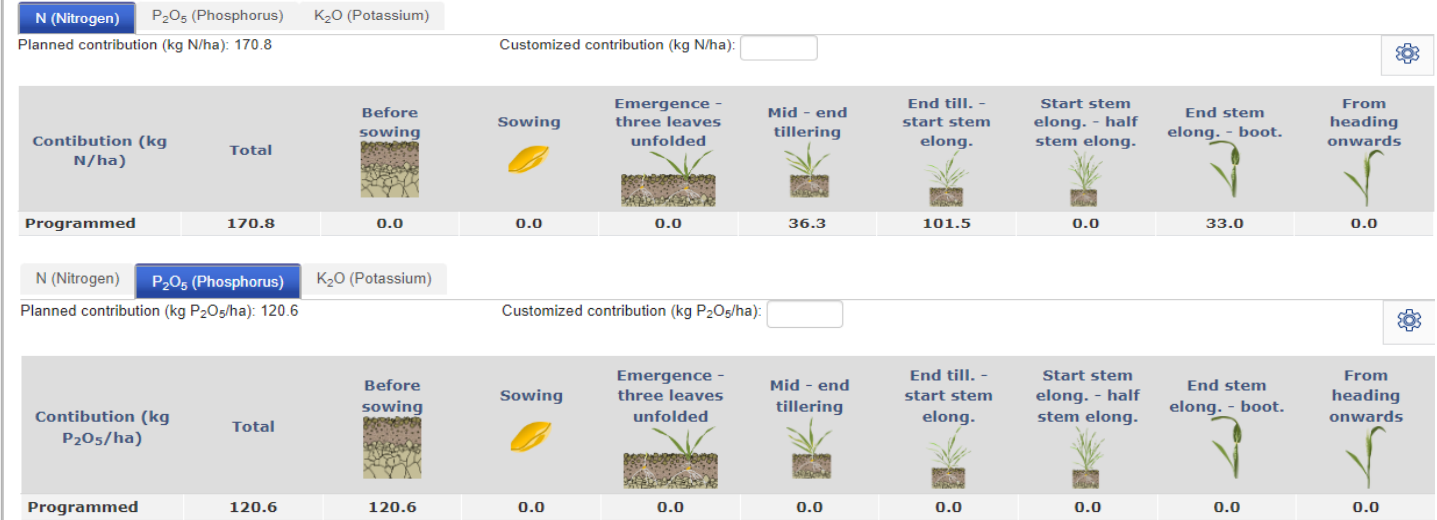 N (Nitrogen) P₂O₅ (Phosphorus) K₂O (Potassium)
Planned contribution (kg N/ha): 170.8 Customized contribution (kg N/ha):
Contibution (kg N/ha) Total Before sowing Sowing Emergence - three leaves unfolded Mid - end tillering End till. - start stem elong. Start stem elong. - half stem elong. End stem elong. - boot. From heading onwards
Programmed 170.8 0.0 0.0 0.0 36.3 101.5 0.0 33.0 0.0
N (Nitrogen) P₂O₅ (Phosphorus) K₂O (Potassium)
Planned contribution (kg P₂O₅/ha): 120.6 Customized contribution (kg P₂O₅/ha):
Contibution (kg P₂O₅/ha) Total Before sowing Sowing Emergence - three leaves unfolded Mid - end tillering End till. - start stem elong. Start stem elong. - half stem elong. End stem elong. - boot. From heading onwards
Programmed 120.6 120.6 0.0 0.0 0.0 0.0 0.0 0.0 0.0